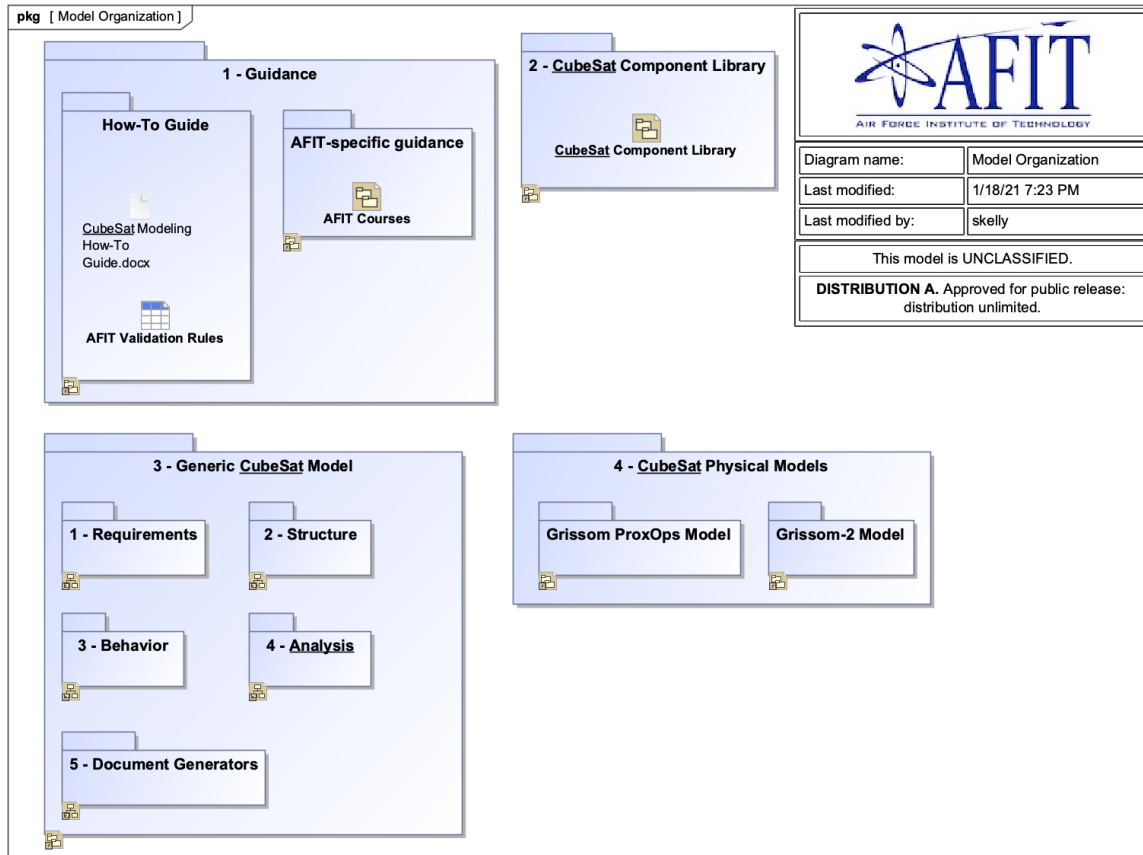 pkg [ Model Organization ]
1 - Guidance
How-To Guide
CubeSat Modeling
How-To
Guide.docx
AFIT Validation Rules
AFIT-specific guidance
AFIT Courses
2 - CubeSat Component Library
CubeSat Component Library
AFIT
AIR FORCE INSTITUTE OF TECHNOLOGY
Diagram name: Model Organization
Last modified: 1/18/21 7:23 PM
Last modified by: skelly
This model is UNCLASSIFIED.
DISTRIBUTION A. Approved for public release:
distribution unlimited.
3 - Generic CubeSat Model
1 - Requirements
2 - Structure
3 - Behavior
4 - Analysis
5 - Document Generators
4 - CubeSat Physical Models
Grissom ProxOps Model
Grissom-2 Model